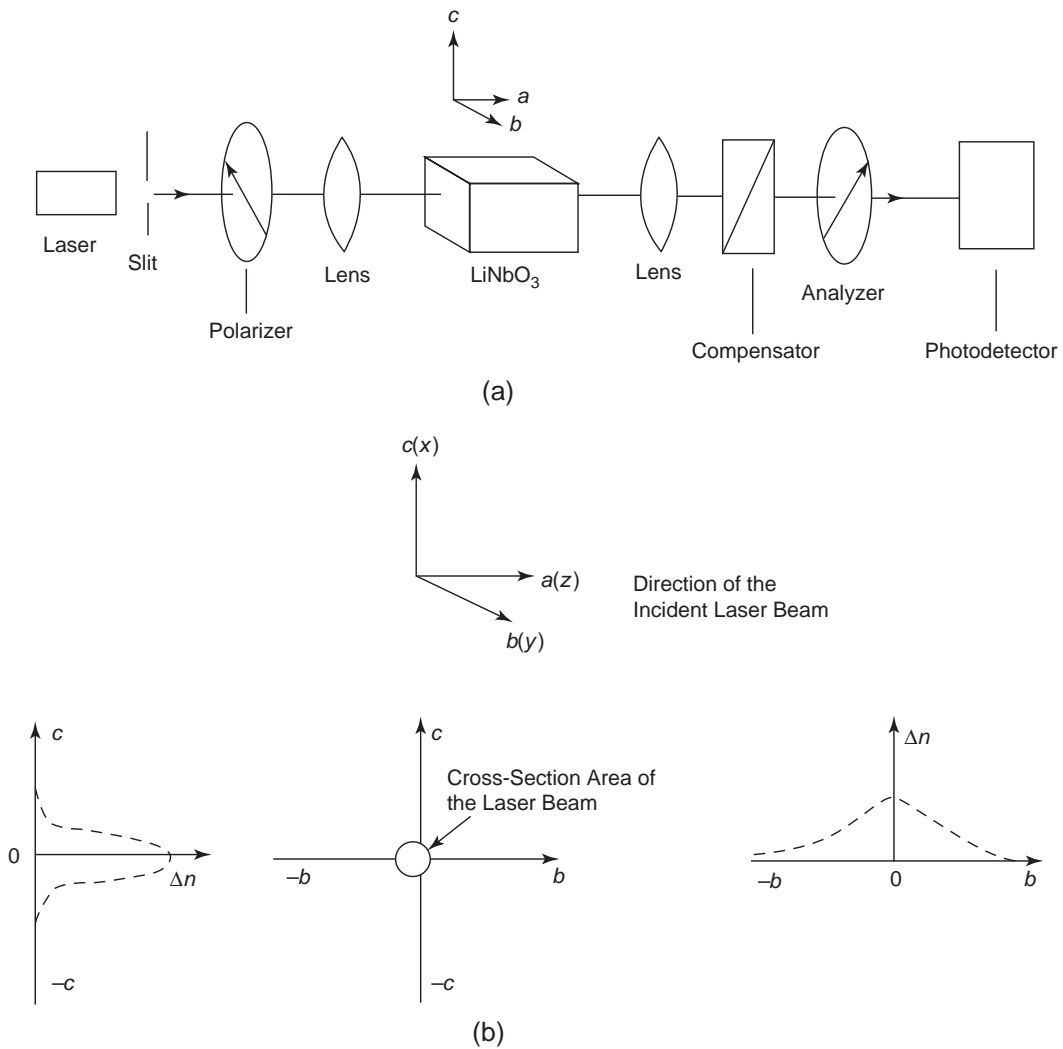 c
a
b
Laser
Slit
Polarizer
Lens
LiNbO₃
Lens
Compensator
Analyzer
Photodetector
(a)
c(x)
a(z)
b(y)
Direction of the
Incident Laser Beam
c
0
Δn
–c
c
Cross-Section Area of
the Laser Beam
–b
b
–c
Δn
–b
0
b
(b)